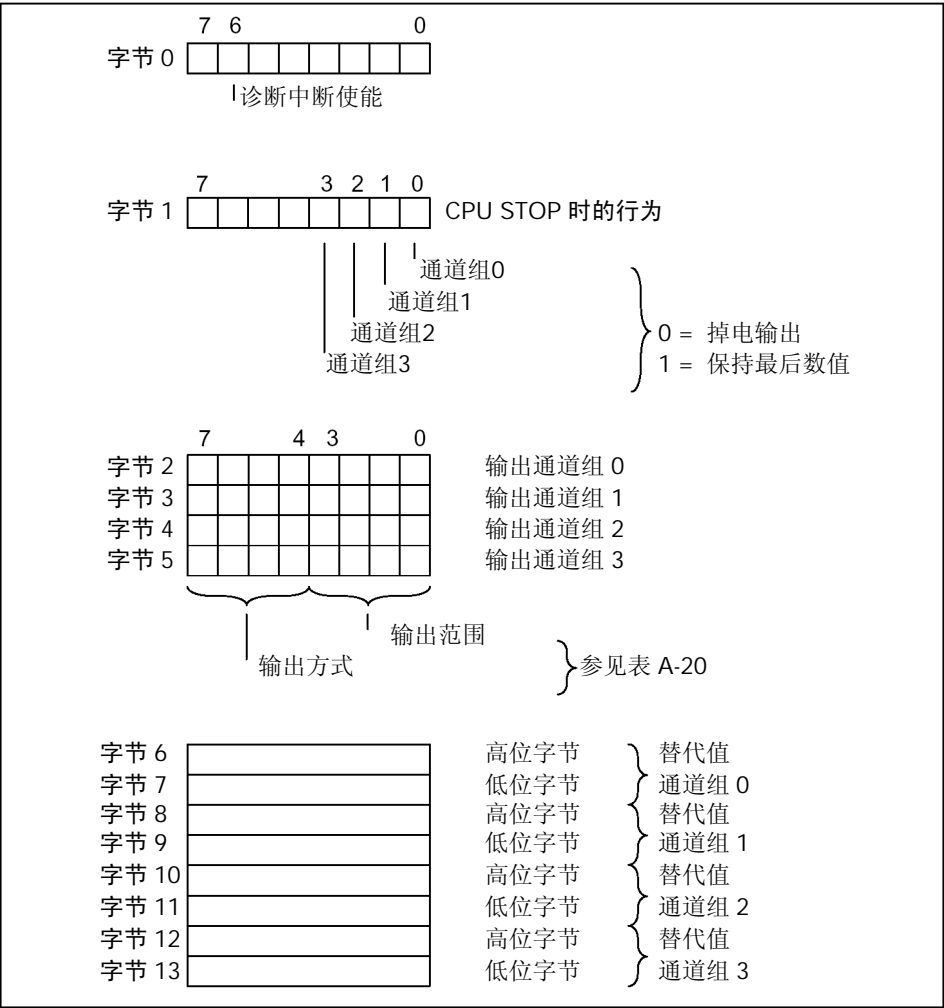 7 6 0
字节 0
诊断中断使能
7 3 2 1 0
字节 1 CPU STOP 时的行为
通道组0
通道组1
通道组2
通道组3
0 = 掉电输出
1 = 保持最后数值
7 4 3 0
字节 2 输出通道组 0
字节 3 输出通道组 1
字节 4 输出通道组 2
字节 5 输出通道组 3
输出范围
输出方式
参见表 A-20
字节 6 高位字节 替代值
字节 7 低位字节 通道组 0
字节 8 高位字节 替代值
字节 9 低位字节 通道组 1
字节 10 高位字节 替代值
字节 11 低位字节 通道组 2
字节 12 高位字节 替代值
字节 13 低位字节 通道组 3